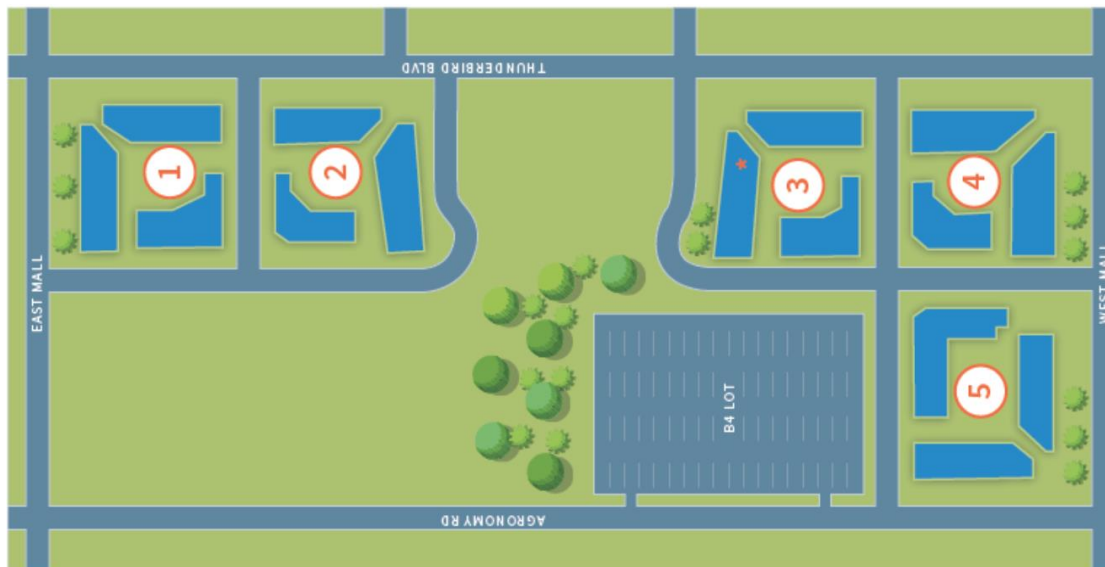 THUNDERBIRD BLVD
1
2
*
3
4
EAST MALL
WEST MALL
B4 LOT
5
AGRONOMY RD